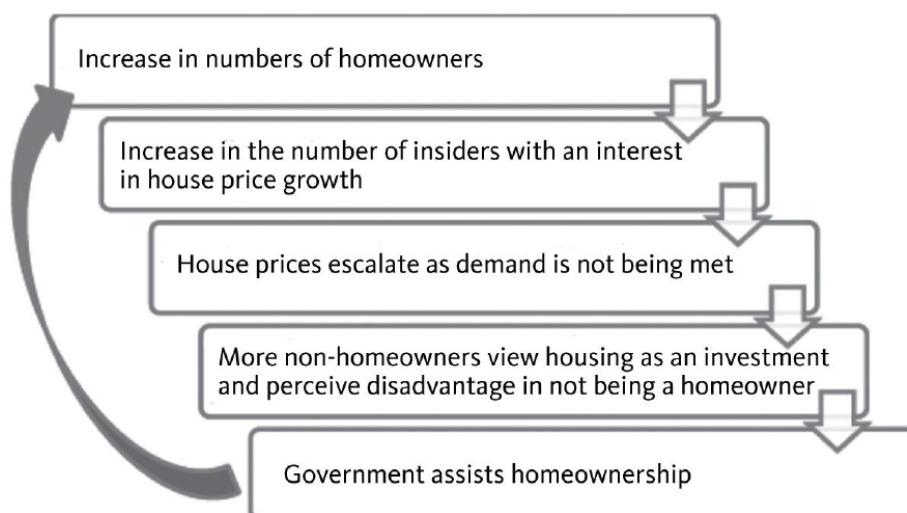 Increase in numbers of homeowners
Increase in the number of insiders with an interest
in house price growth
House prices escalate as demand is not being met
More non-homeowners view housing as an investment
and perceive disadvantage in not being a homeowner
Government assists homeownership